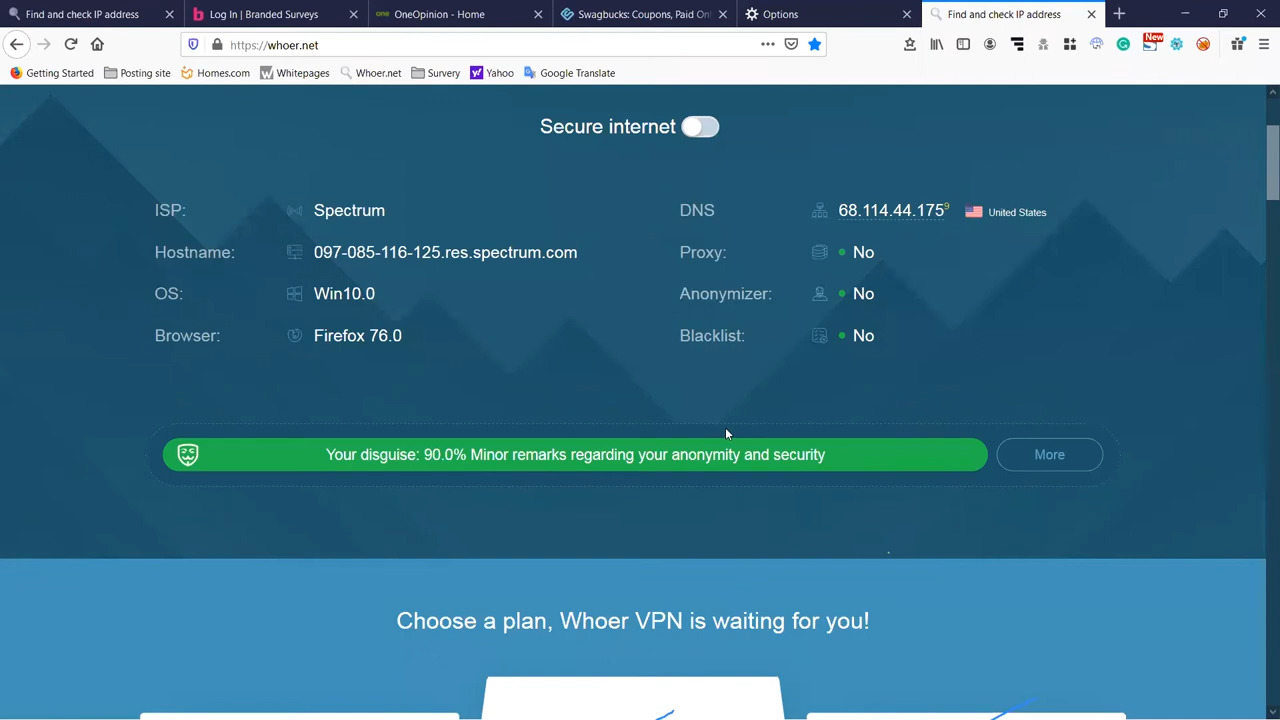 Find and check IP address
Log In | Branded Surveys
one OneOpinion - Home
Swagbucks: Coupons, Paid Onl
Options
Find and check IP address
https://whoer.net
New
Getting Started
Posting site
Homes.com
Whitepages
Whoer.net
Survery
Yahoo
Google Translate
Secure internet
ISP: Spectrum
DNS 68.114.44.175⁹ United States
Hostname: 097-085-116-125.res.spectrum.com
Proxy: No
OS: Win10.0
Anonymizer: No
Browser: Firefox 76.0
Blacklist: No
Your disguise: 90.0% Minor remarks regarding your anonymity and security
More
Choose a plan, Whoer VPN is waiting for you!